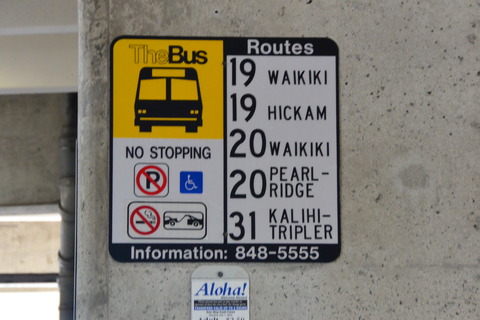 TheBus
Routes
NO STOPPING
P
19 WAIKIKI
19 HICKAM
20 WAIKIKI
20 PEARL-
RIDGE
31 KALIHI-
TRIPLER
Information: 848-5555
Aloha!